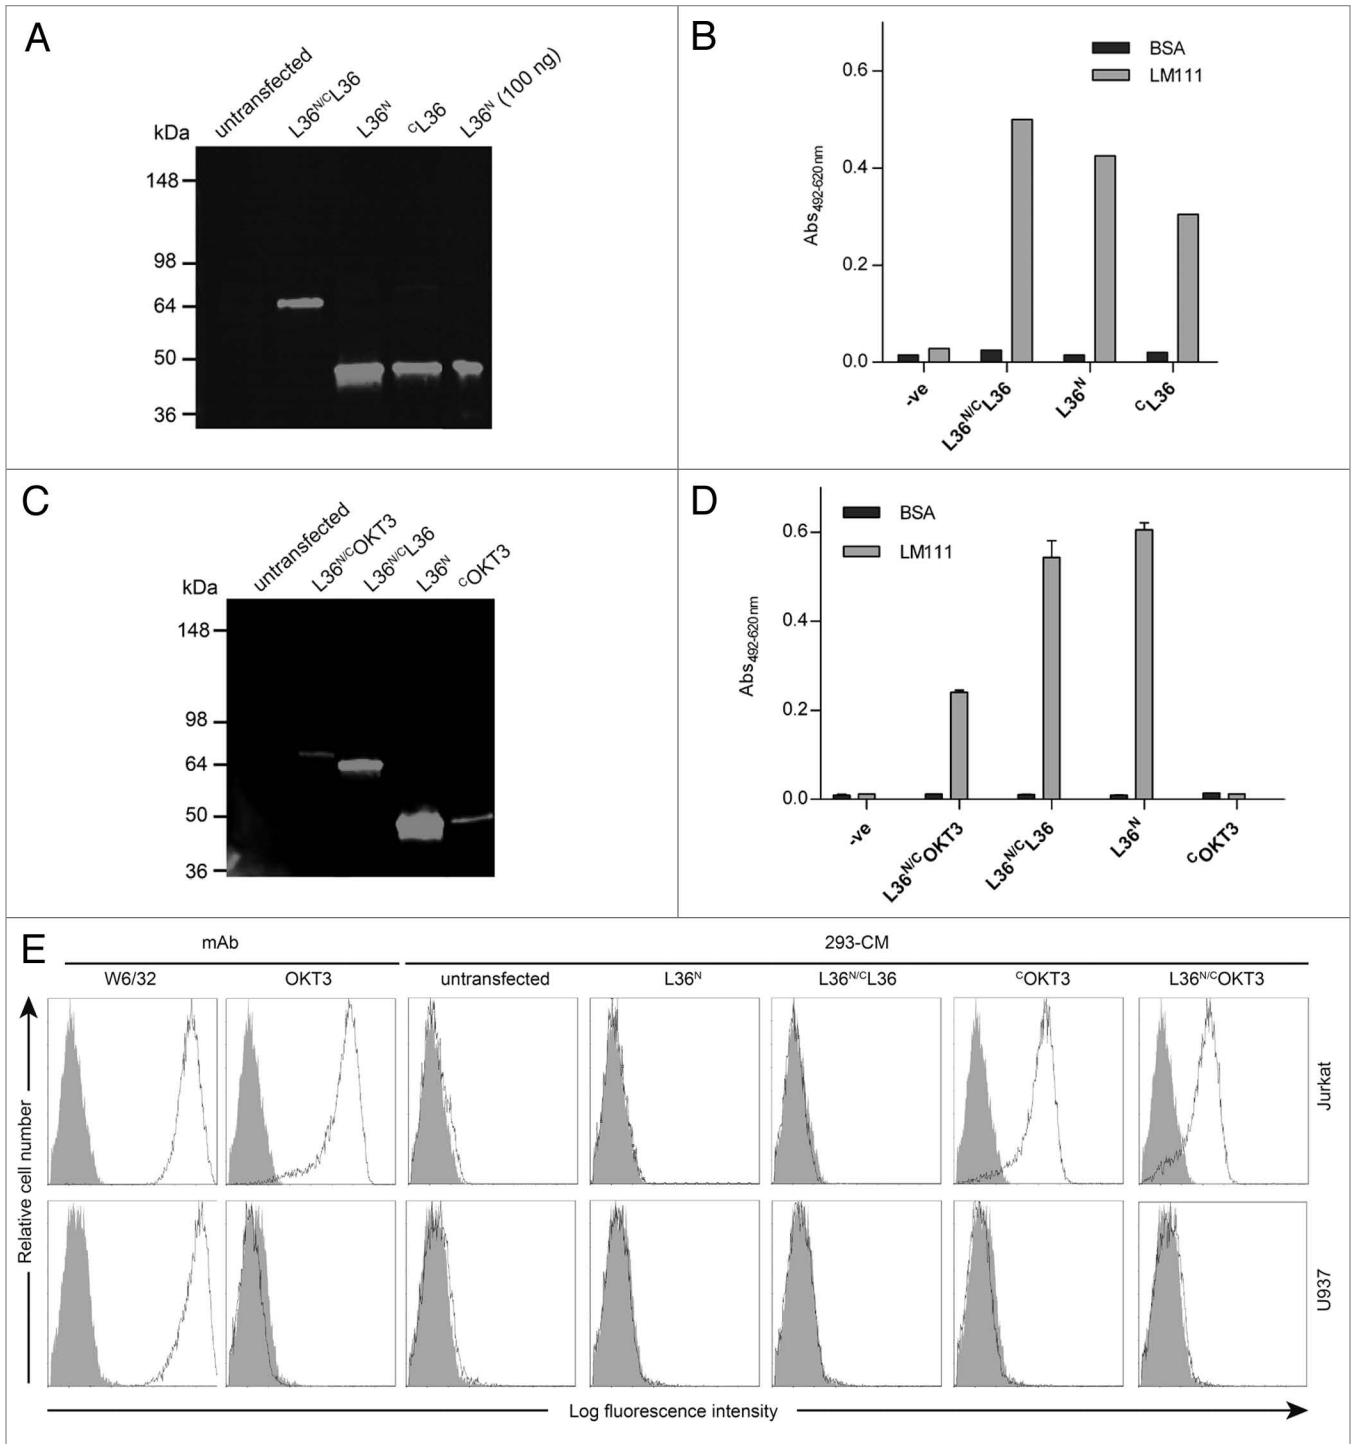 A
untransfected
L36N/CL36
L36N
CL36
L36N (100 ng)
kDa
148
98
64
50
36
B
BSA
LM111
0.6
0.4
0.2
0.0
Abs492-620nm
-ve
L36N/CL36
L36N
CL36
C
untransfected
L36N/COKT3
L36N/CL36
L36N
COKT3
kDa
148
98
64
50
36
D
BSA
LM111
0.6
0.4
0.2
0.0
Abs492-620nm
-ve
L36N/COKT3
L36N/CL36
L36N
COKT3
E
mAb 293-CM
W6/32 OKT3 untransfected L36N L36N/CL36 COKT3 L36N/COKT3
Relative cell number
Jurkat
U937
Log fluorescence intensity